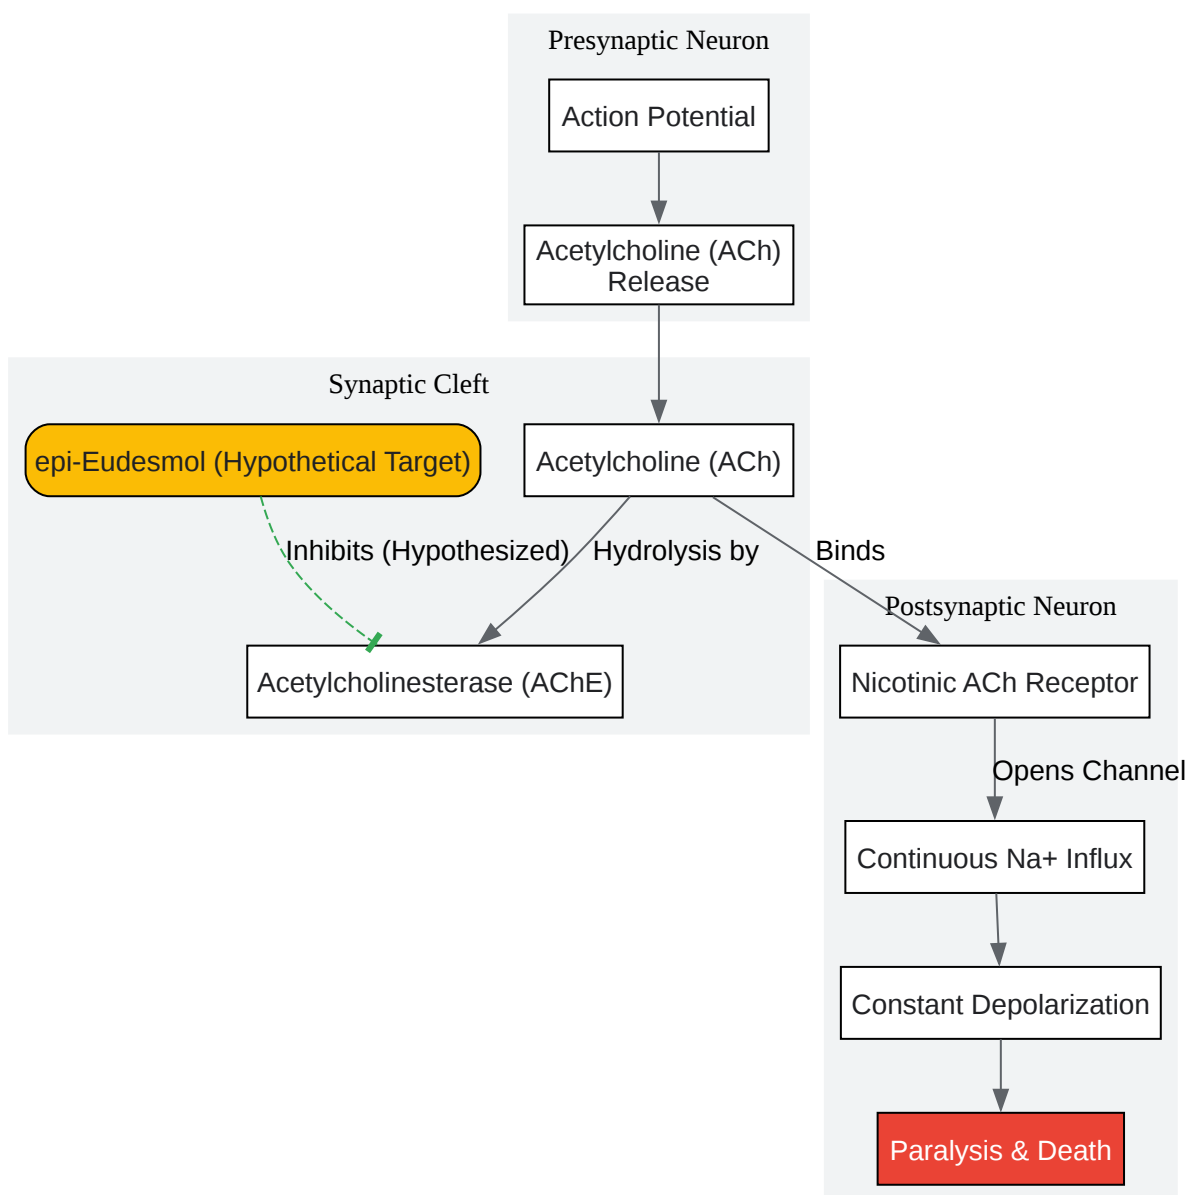 Presynaptic Neuron
Action Potential
Acetylcholine (ACh)
Release
Synaptic Cleft
epi-Eudesmol (Hypothetical Target)
Acetylcholine (ACh)
Inhibits (Hypothesized)
Hydrolysis by
Binds
Postsynaptic Neuron
Acetylcholinesterase (AChE)
Nicotinic ACh Receptor
Opens Channel
Continuous Na+ Influx
Constant Depolarization
Paralysis & Death